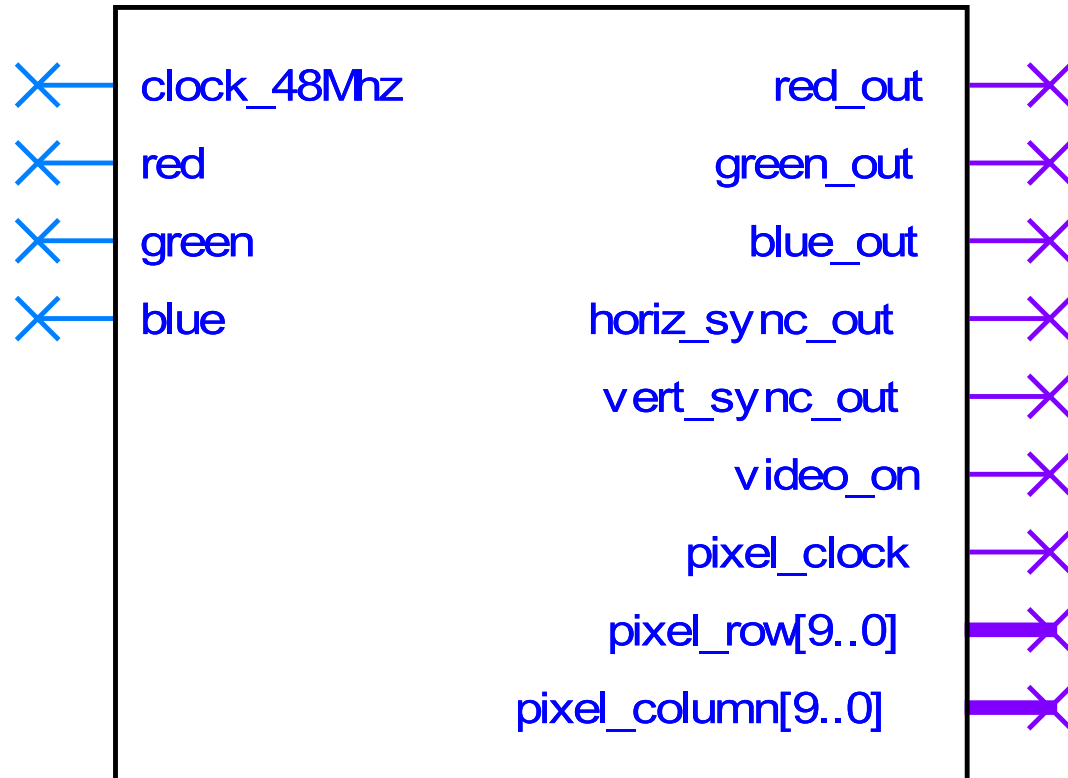 clock_48Mhz red_out
red green_out
green blue_out
blue horiz_sync_out
vert_sync_out
video_on
pixel_clock
pixel_row[9..0]
pixel_column[9..0]